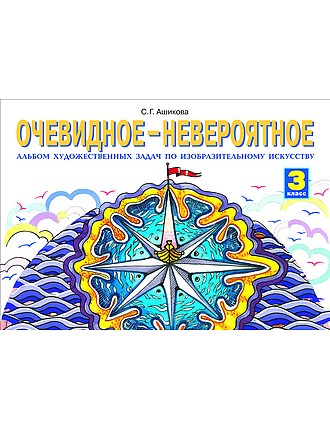 С. Г. Ашикова
ОЧЕВИДНОЕ–НЕВЕРОЯТНОЕ
АЛЬБОМ ХУДОЖЕСТВЕННЫХ ЗАДАЧ ПО ИЗОБРАЗИТЕЛЬНОМУ ИСКУССТВУ
3
класс